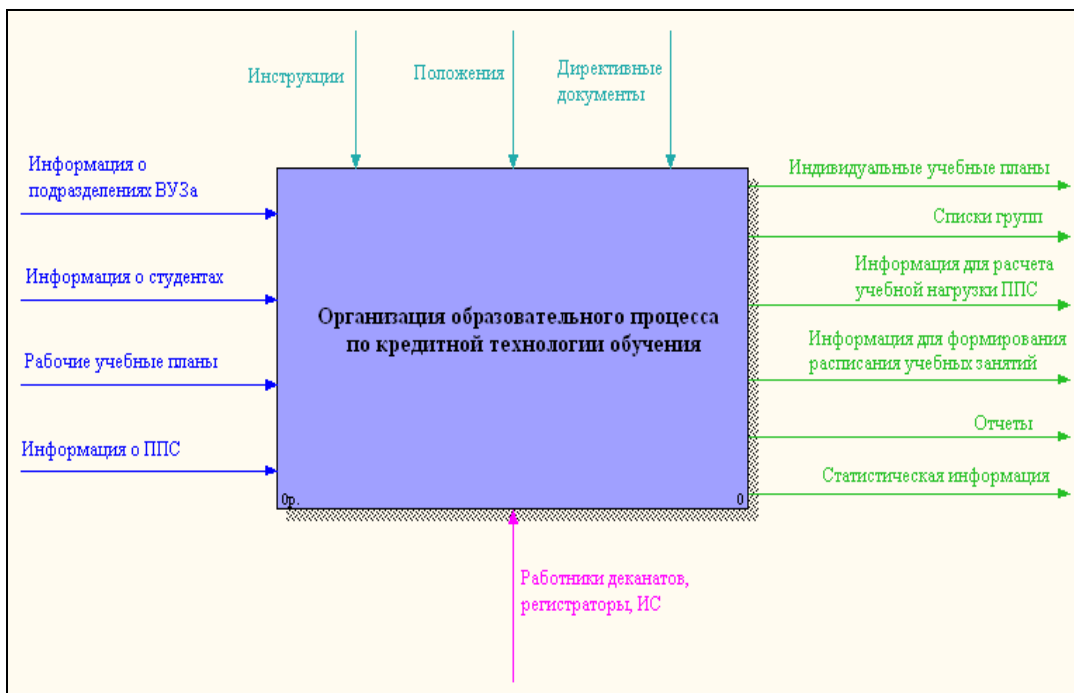 Инструкции
Положения
Директивные
документы
Информация о
подразделениях ВУЗа
Информация о студентах
Рабочие учебные планы
Информация о ППС
Организация образовательного процесса
по кредитной технологии обучения
0р.
0
Индивидуальные учебные планы
Списки групп
Информация для расчета
учебной нагрузки ППС
Информация для формирования
расписания учебных занятий
Отчеты
Статистическая информация
Работники деканатов,
регистраторы, ИС